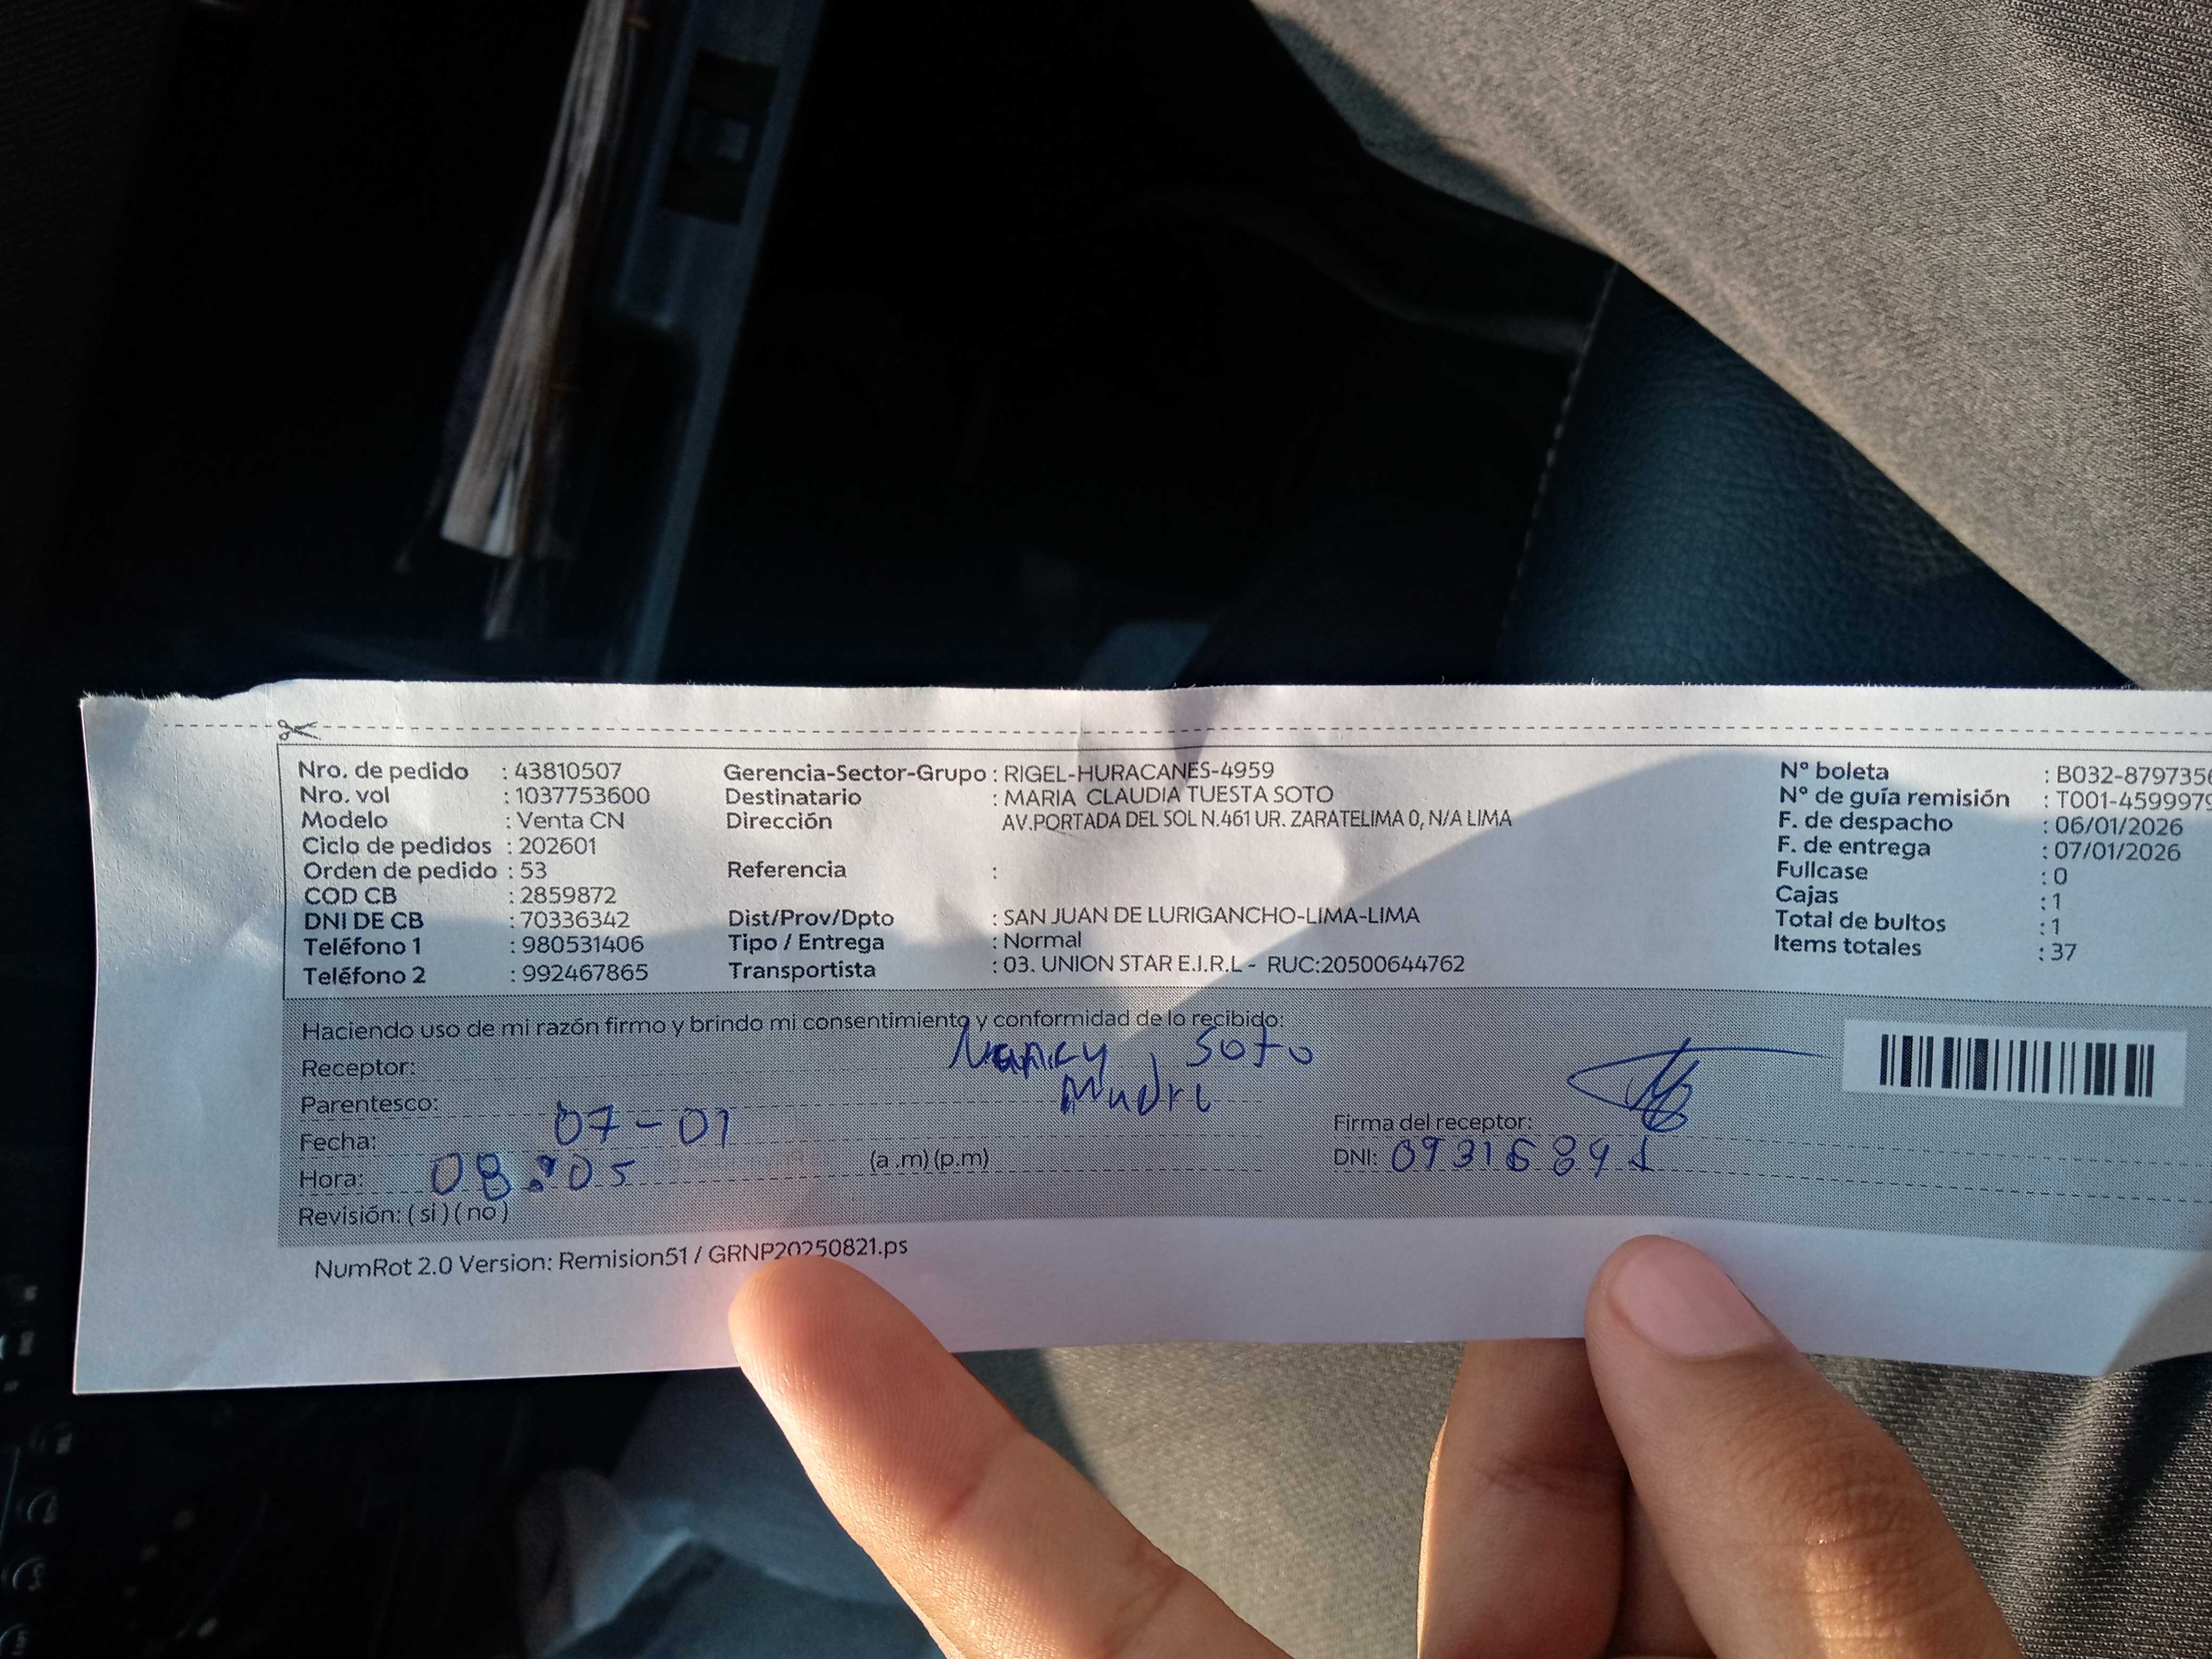 Nro. de pedido : 43810507 Gerencia-Sector-Grupo : RIGEL-HURACANES-4959 N° boleta : B032-8797356
Nro. vol : 1037753600 Destinatario : MARIA CLAUDIA TUESTA SOTO N° de guía remisión : T001-4599979
Modelo : Venta CN Dirección AV.PORTADA DEL SOL N.461 UR. ZARATELIMA 0, N/A LIMA F. de despacho : 06/01/2026
Ciclo de pedidos : 202601 F. de entrega : 07/01/2026
Orden de pedido : 53 Referencia : Fullcase : 0
COD CB : 2859872 Cajas : 1
DNI DE CB : 70336342 Dist/Prov/Dpto : SAN JUAN DE LURIGANCHO-LIMA-LIMA Total de bultos : 1
Teléfono 1 : 980531406 Tipo / Entrega : Normal Items totales : 37
Teléfono 2 : 992467865 Transportista : 03. UNION STAR E.I.R.L - RUC:20500644762
Haciendo uso de mi razón firmo y brindo mi consentimiento y conformidad de lo recibido:
Receptor: Nancy Soto
Parentesco: Madre
Fecha: 07-01 Firma del receptor:
Hora: 08:05 (a .m) (p.m) DNI:
Revisión: ( si ) ( no )
NumRot 2.0 Version: Remision51 / GRNP20250821.ps